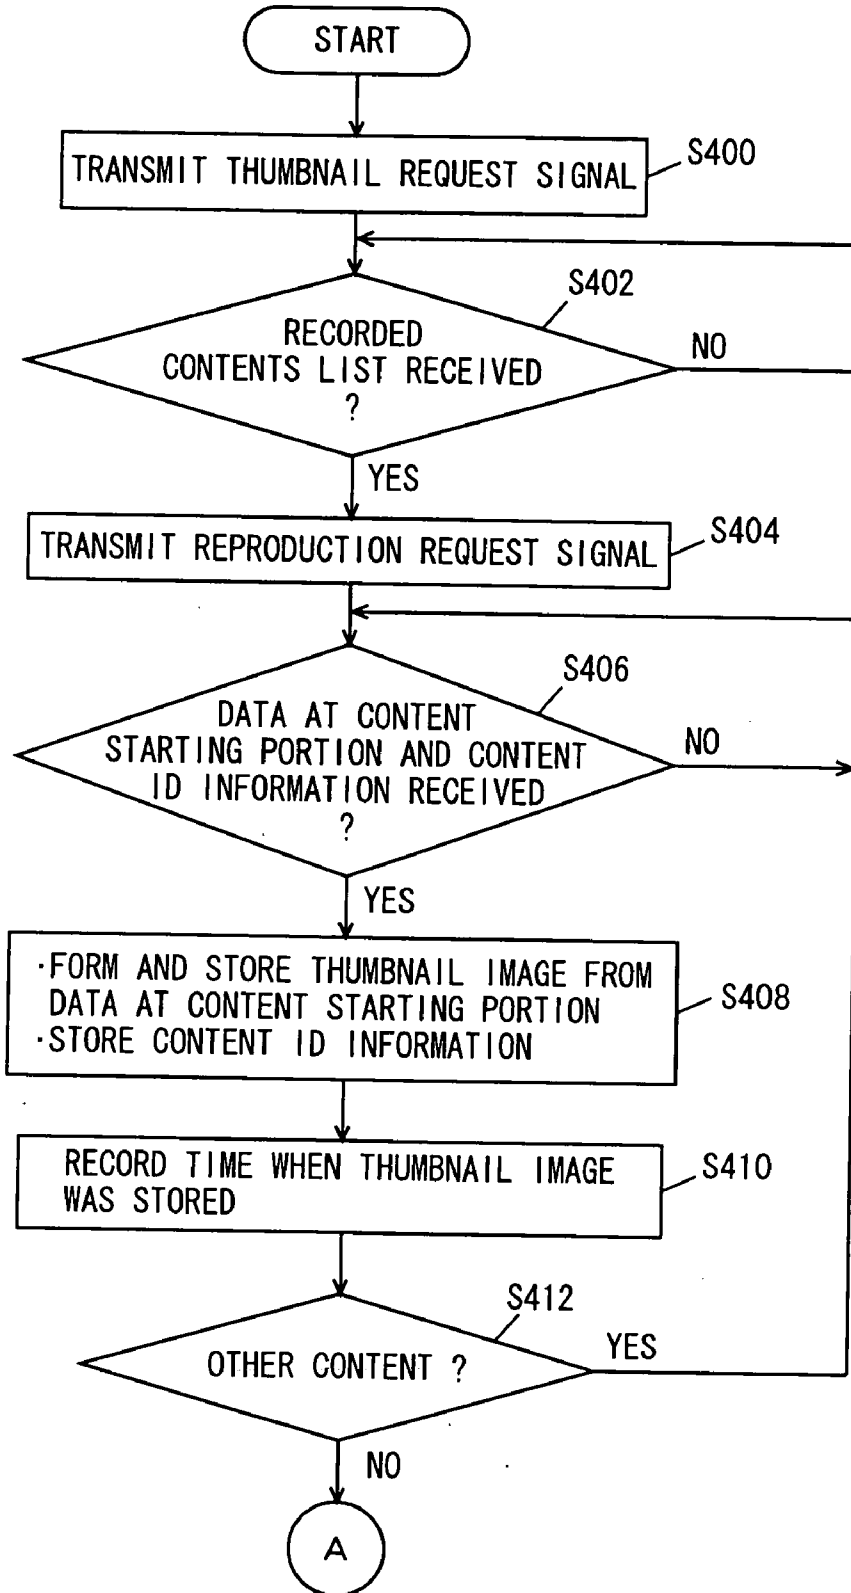 START
TRANSMIT THUMBNAIL REQUEST SIGNAL
S400
S402
RECORDED
CONTENTS LIST RECEIVED
?
NO
YES
TRANSMIT REPRODUCTION REQUEST SIGNAL
S404
S406
DATA AT CONTENT
STARTING PORTION AND CONTENT
ID INFORMATION RECEIVED
?
NO
YES
·FORM AND STORE THUMBNAIL IMAGE FROM
DATA AT CONTENT STARTING PORTION
·STORE CONTENT ID INFORMATION
S408
RECORD TIME WHEN THUMBNAIL IMAGE
WAS STORED
S410
S412
OTHER CONTENT ?
YES
NO
A